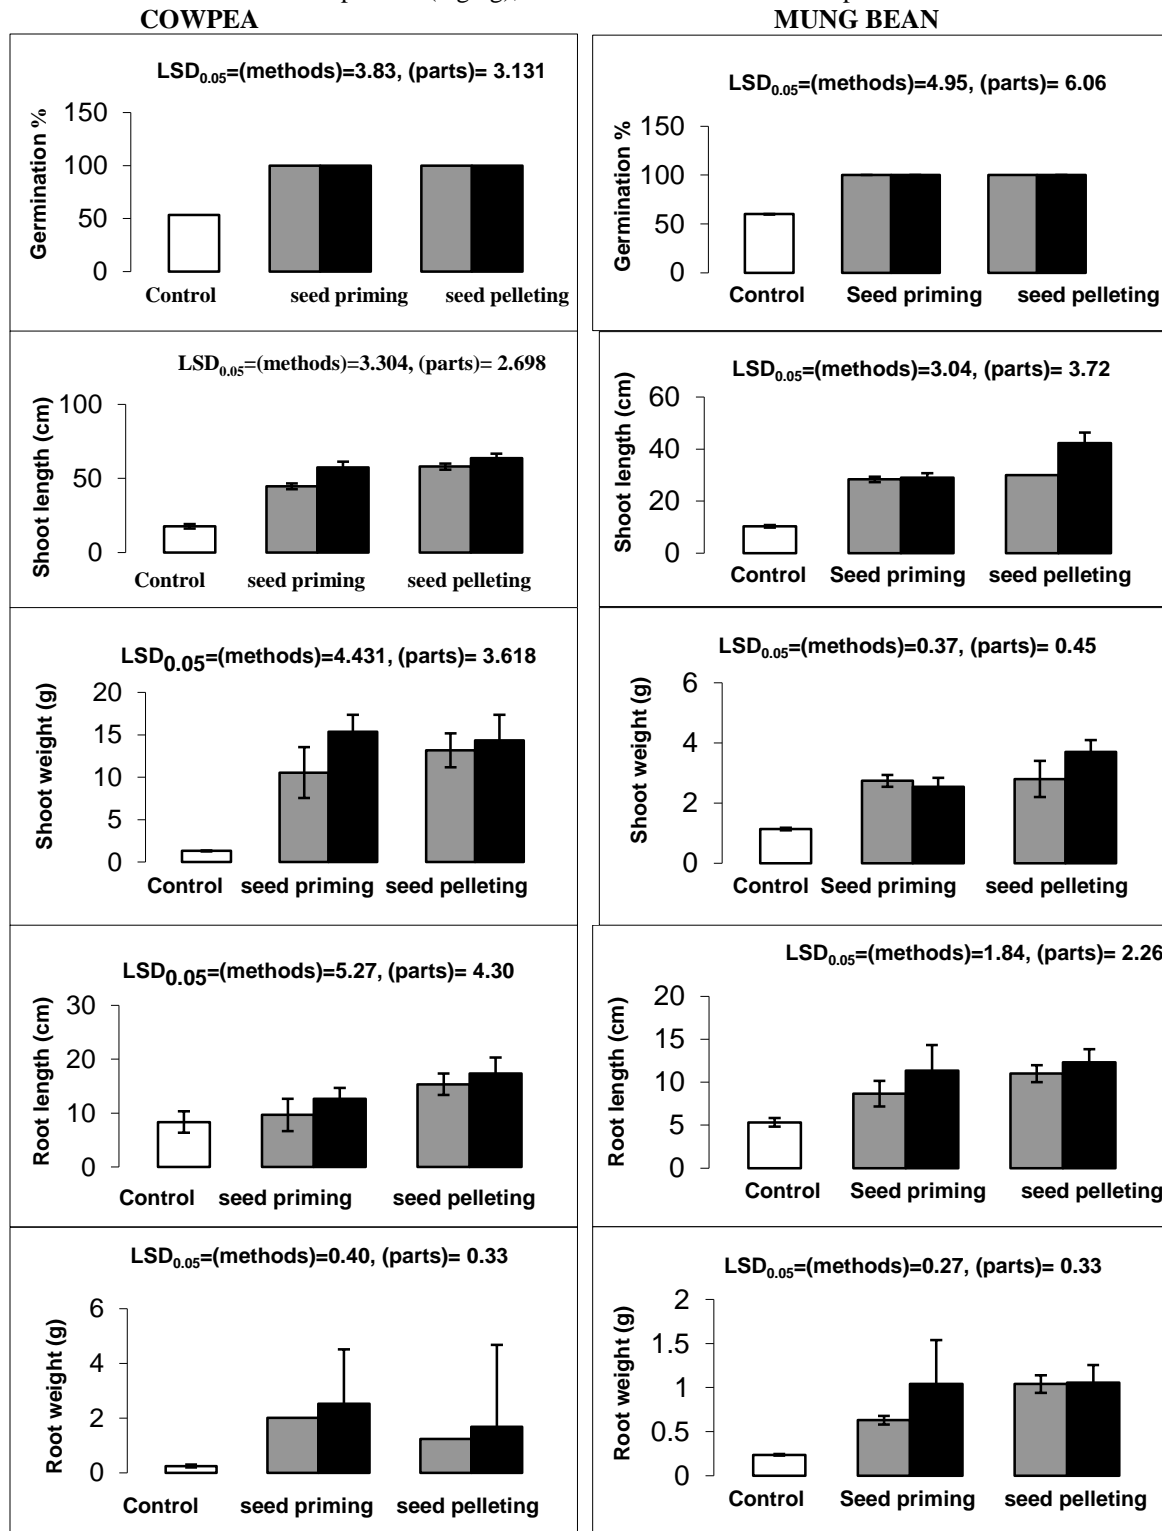 COWPEA
MUNG BEAN
LSD0.05=(methods)=3.83, (parts)= 3.131
Germination %
150
100
50
0
Control seed priming seed pelleting
LSD0.05=(methods)=4.95, (parts)= 6.06
Germination %
150
100
50
0
Control Seed priming seed pelleting
LSD0.05=(methods)=3.304, (parts)= 2.698
Shoot length (cm)
100
50
0
Control seed priming seed pelleting
LSD0.05=(methods)=3.04, (parts)= 3.72
Shoot length (cm)
60
40
20
0
Control Seed priming seed pelleting
LSD0.05=(methods)=4.431, (parts)= 3.618
Shoot weight (g)
20
15
10
5
0
Control seed priming seed pelleting
LSD0.05=(methods)=0.37, (parts)= 0.45
Shoot weight (g)
6
4
2
0
Control Seed priming seed pelleting
LSD0.05=(methods)=5.27, (parts)= 4.30
Root length (cm)
30
20
10
0
Control seed priming seed pelleting
LSD0.05=(methods)=1.84, (parts)= 2.26
Root length (cm)
20
15
10
5
0
Control Seed priming seed pelleting
LSD0.05=(methods)=0.40, (parts)= 0.33
Root weight (g)
6
4
2
0
Control seed priming seed pelleting
LSD0.05=(methods)=0.27, (parts)= 0.33
Root weight (g)
2
1.5
1
0.5
0
Control Seed priming seed pelleting